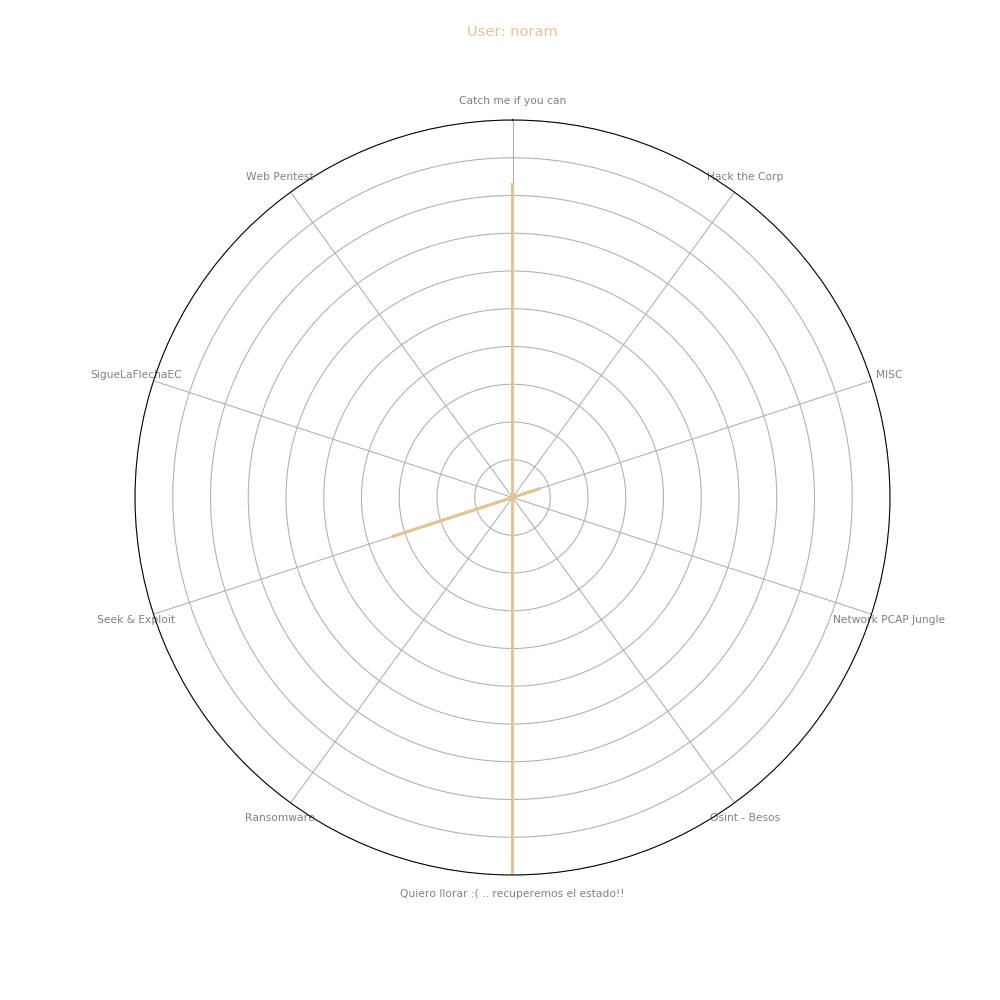 User: noram
Catch me if you can
Web Pentest
Hack the Corp
SigueLaFlechaEC
MISC
Seek & Exploit
Network PCAP Jungle
Ransomware
Osint - Besos
Quiero llorar :( .. recuperemos el estado!!